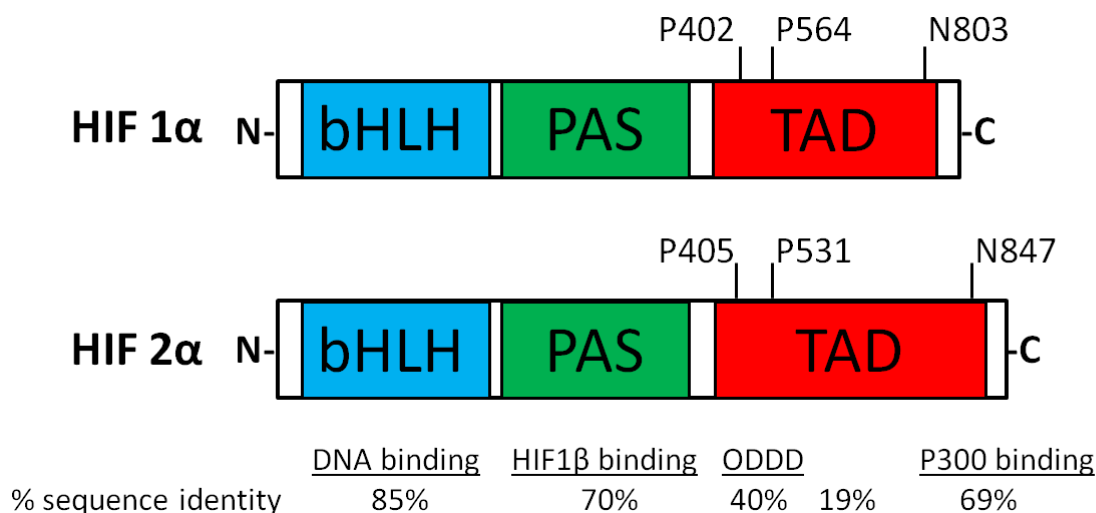 P402 P564 N803
HIF 1α N- bHLH PAS TAD -C
P405 P531 N847
HIF 2α N- bHLH PAS TAD -C
DNA binding HIF1β binding ODDD P300 binding
% sequence identity 85% 70% 40% 19% 69%